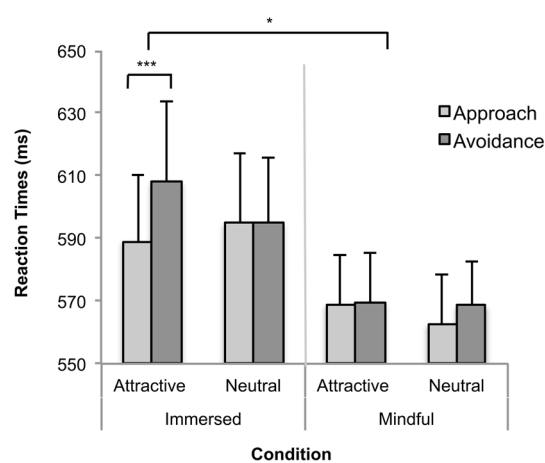 *
***
650
630
610
590
570
550
Reaction Times (ms)
Approach
Avoidance
Attractive Neutral Attractive Neutral
Immersed Mindful
Condition